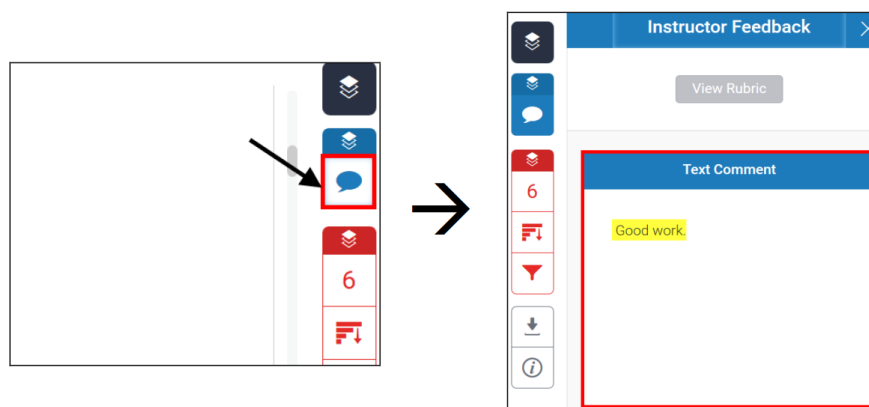 6
Instructor Feedback
View Rubric
6
Text Comment
Good work.